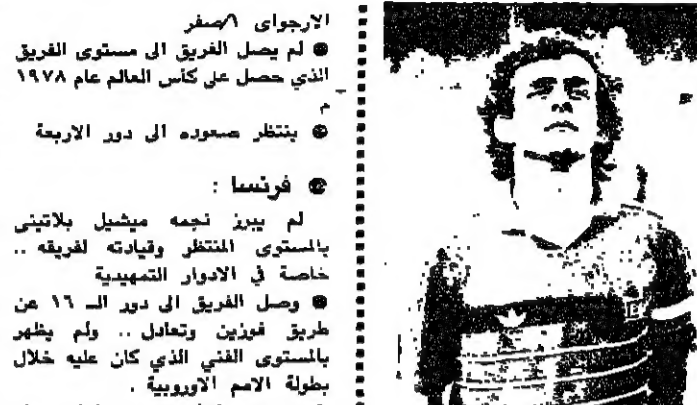 الارجواى ١/صفر
● لم يصل الفريق الى مستوى الفريق
الذي حصل على كأس العالم عام ١٩٧٨
م
● ينتظر صعوده الى دور الاربعة
● فرنسا :
لم يبرز نجمه ميشيل بلاتينى
بالمستوى المنتظر وقيادته لفريقه ..
خاصة في الادوار التمهيدية
● وصل الفريق الى دور الـ ١٦ عن
طريق فوزين وتعادل .. ولم يظهر
بالمستوى الفني الذي كان عليه خلال
بطولة الامم الاوروبية .